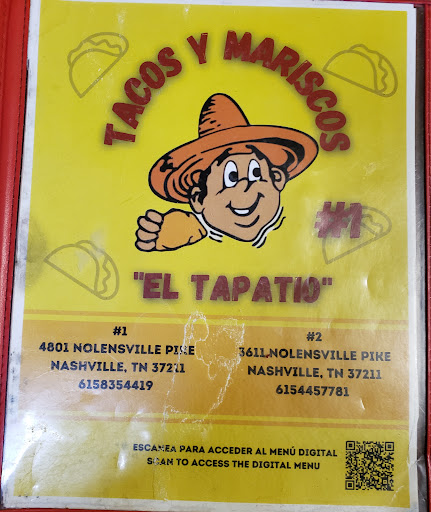 TACOS Y MARISCOS
#1
"EL TAPATIO"
#1
4801 NOLENSVILLE PIKE
NASHVILLE, TN 37211
6158354419
#2
3611,NOLENSVILLE PIKE
NASHVILLE, TN 37211
6154457781
ESCANEA PARA ACCEDER AL MENÚ DIGITAL
SCAN TO ACCESS THE DIGITAL MENU